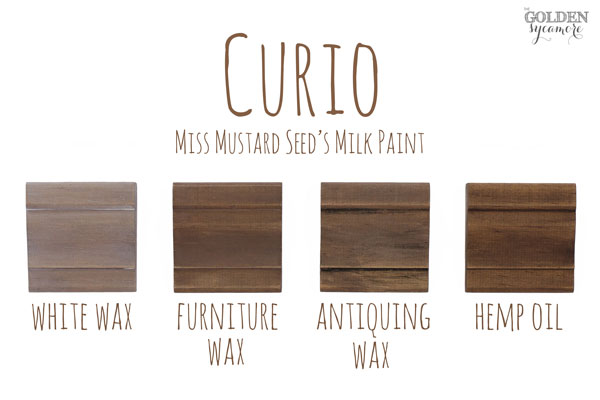 THE
GOLDEN
Sycamore
CURIO
MISS MUSTARD SEED'S MILK PAINT
WHITE WAX
FURNITURE
WAX
ANTIQUING
WAX
HEMP OIL